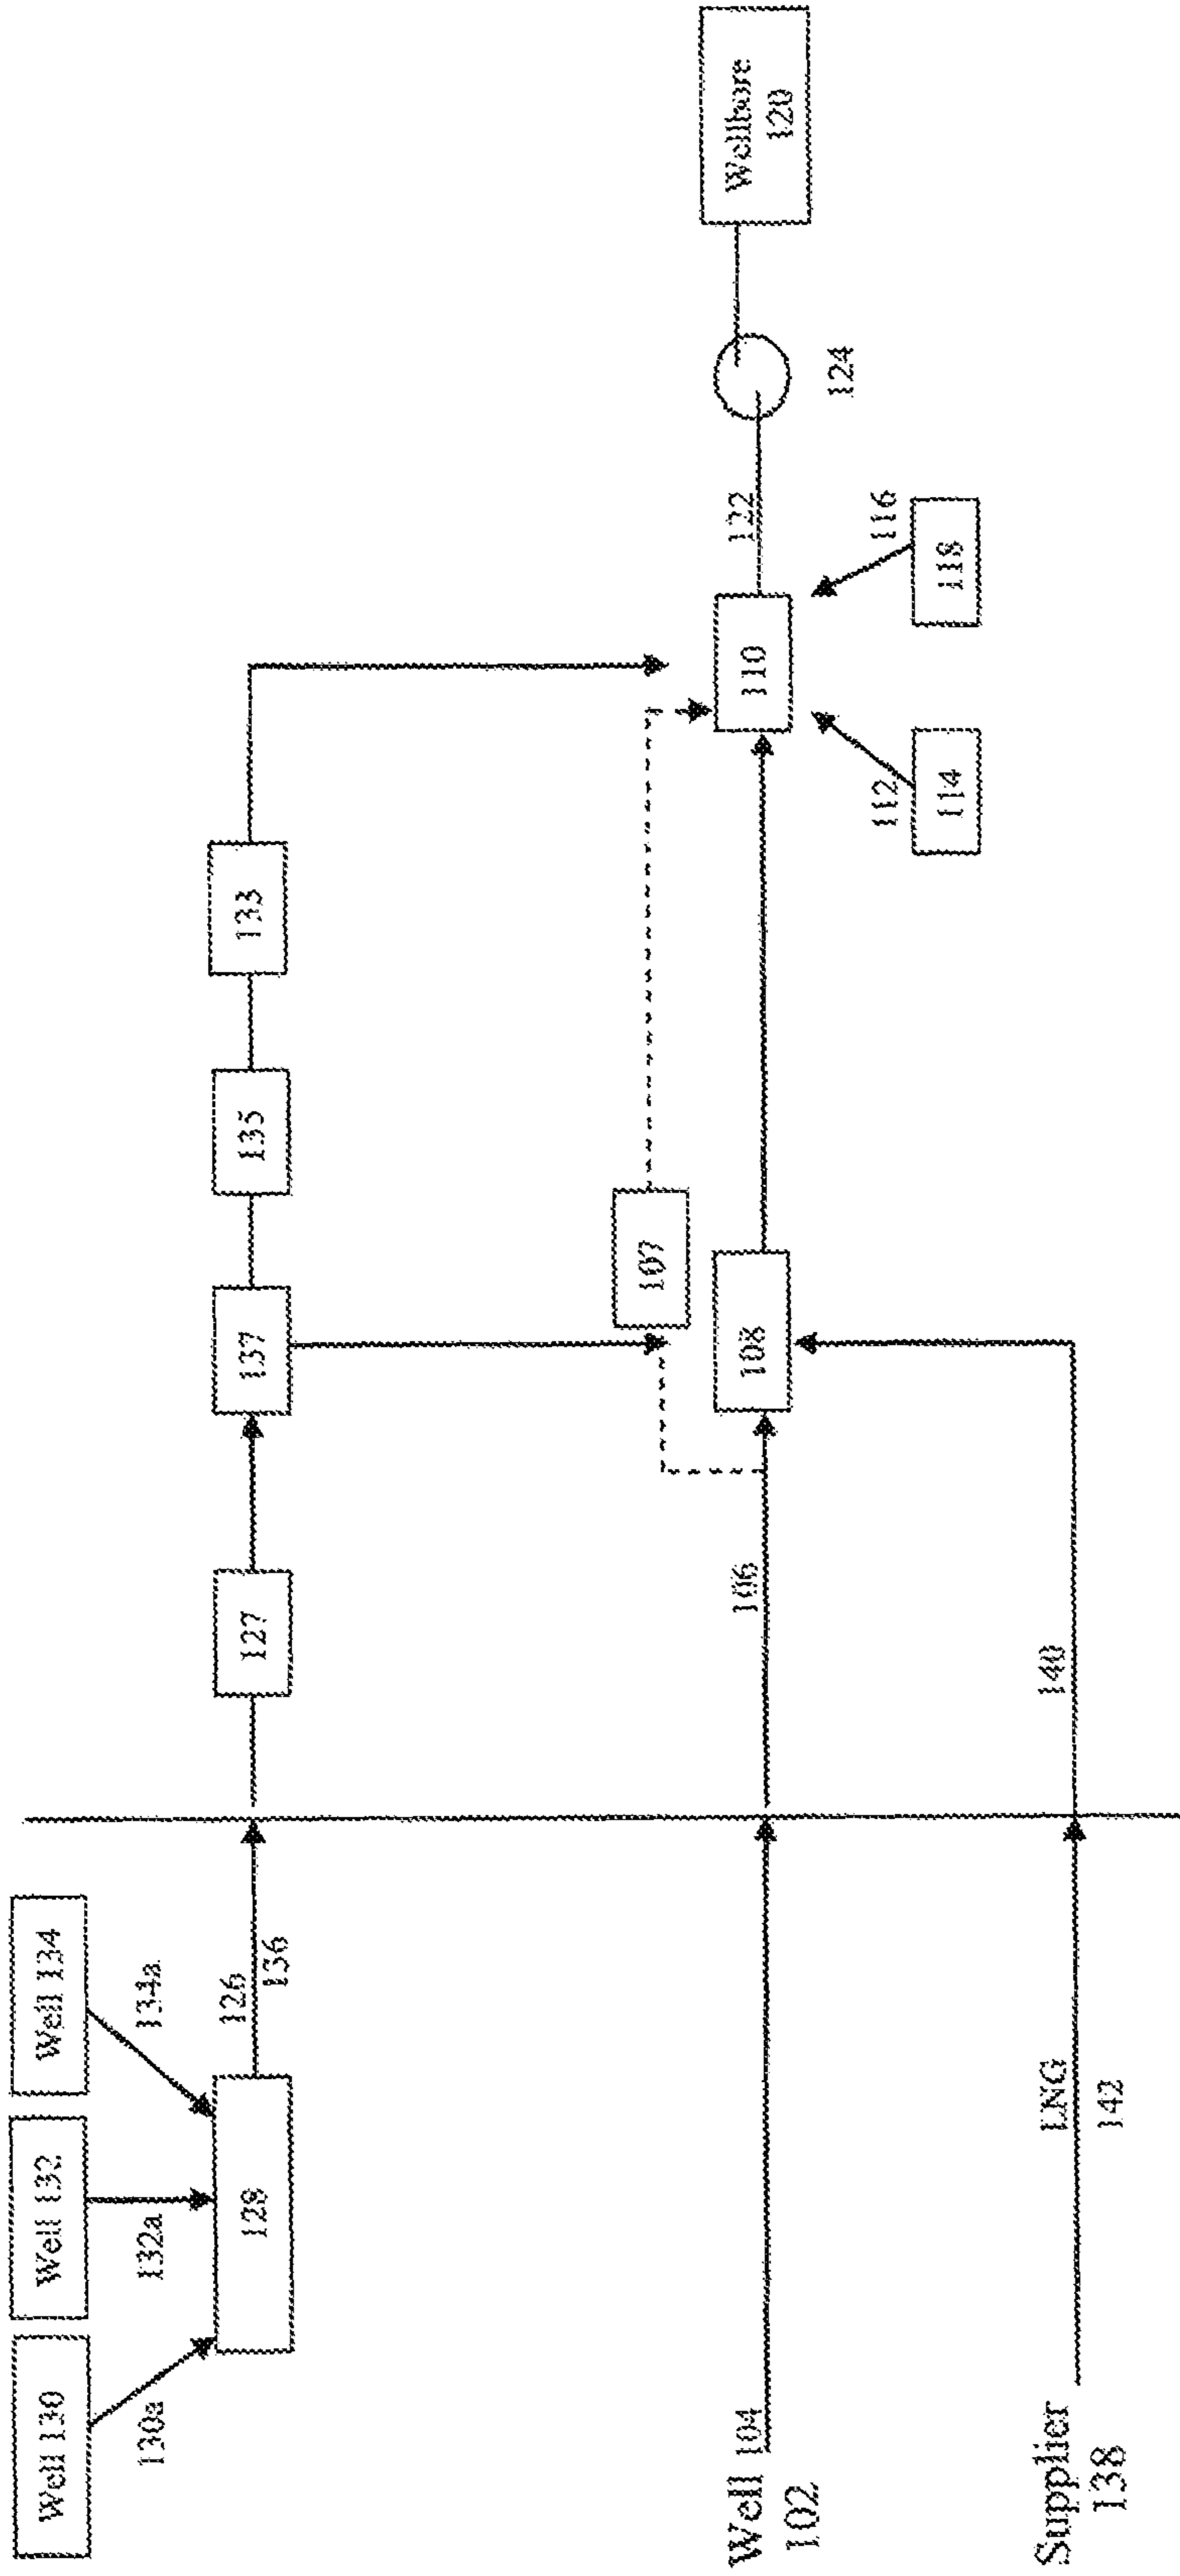 Well 130
Well 132
Well 134
130a
132a
134a
128
126
136
127
137
135
133
107
Well 104
102
106
108
110
122
124
Wellbore
120
112
116
114
118
Supplier
138
LNG
142
140